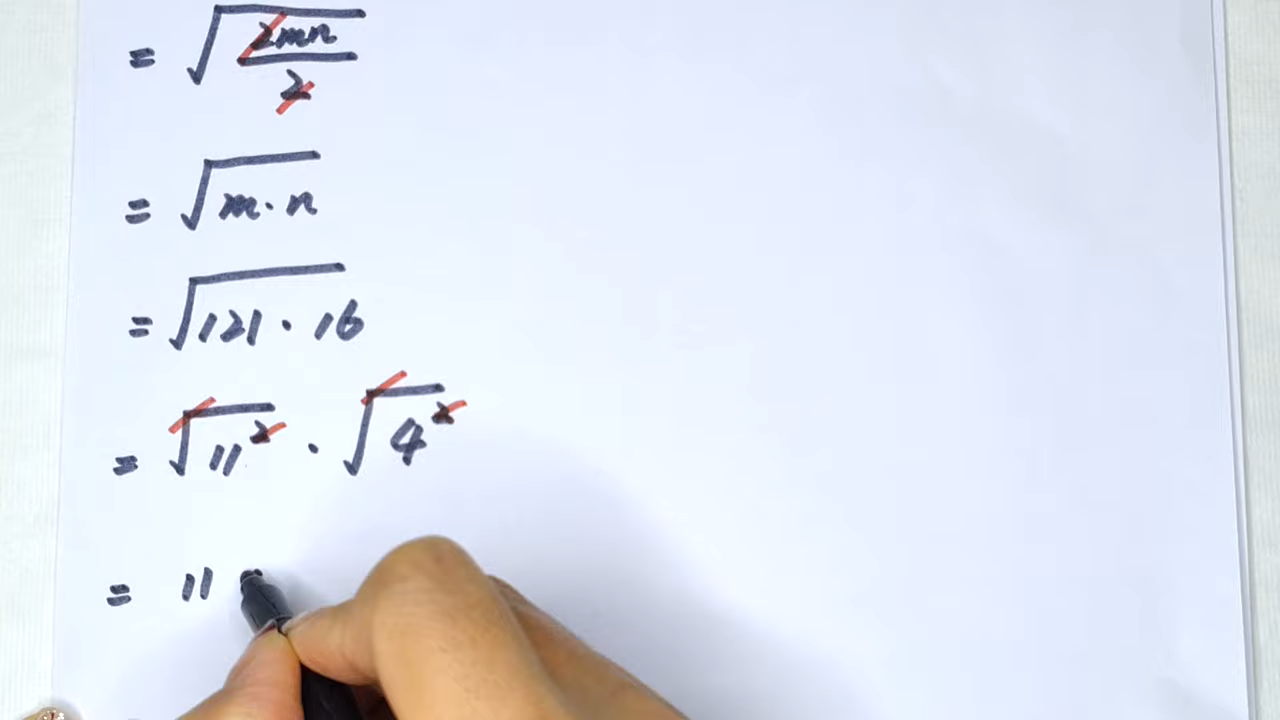 = √(2mn/2)
= √(m·n)
= √(121·16)
= √(11²)·√(4²)
= 11